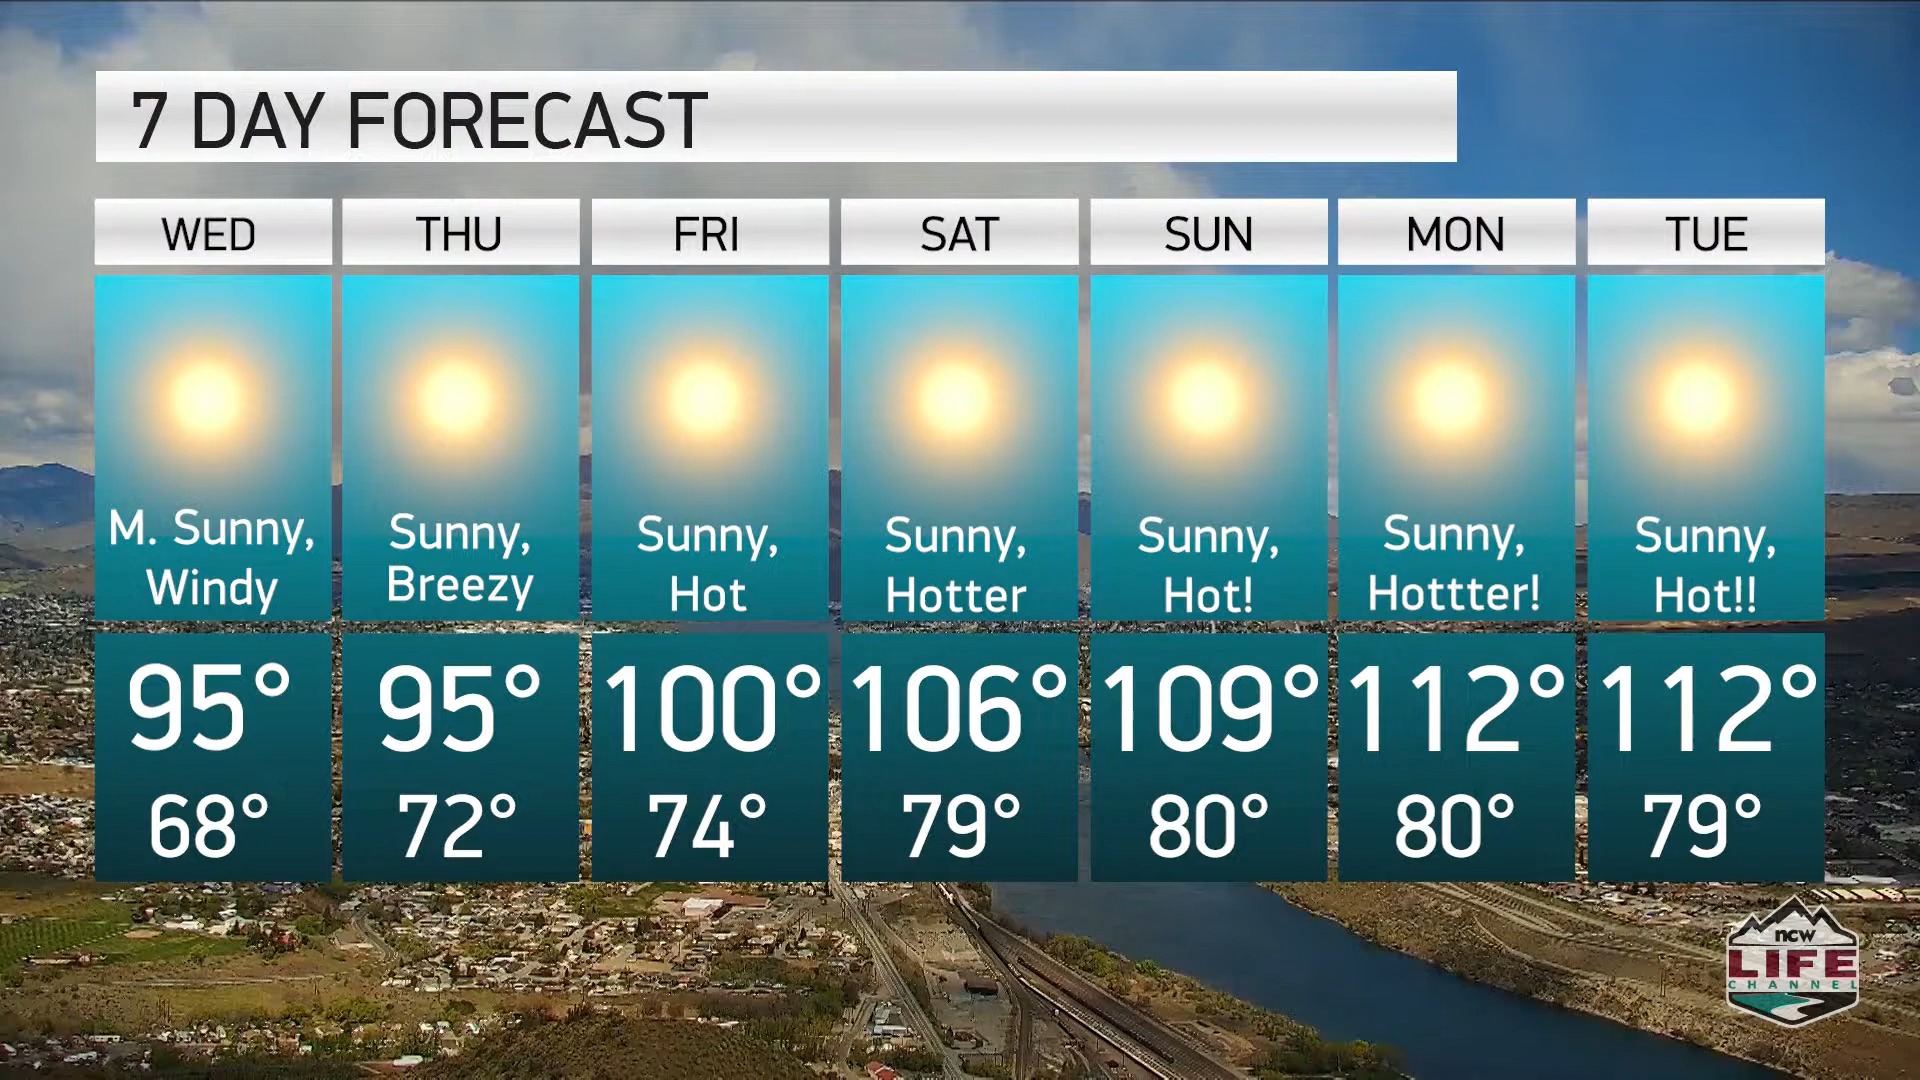 7 DAY FORECAST
WED THU FRI SAT SUN MON TUE
M. Sunny,
Windy
Sunny,
Breezy
Sunny,
Hot
Sunny,
Hotter
Sunny,
Hot!
Sunny,
Hottter!
Sunny,
Hot!!
95° 95° 100° 106° 109° 112° 112°
68° 72° 74° 79° 80° 80° 79°
ncw
LIFE
CHANNEL